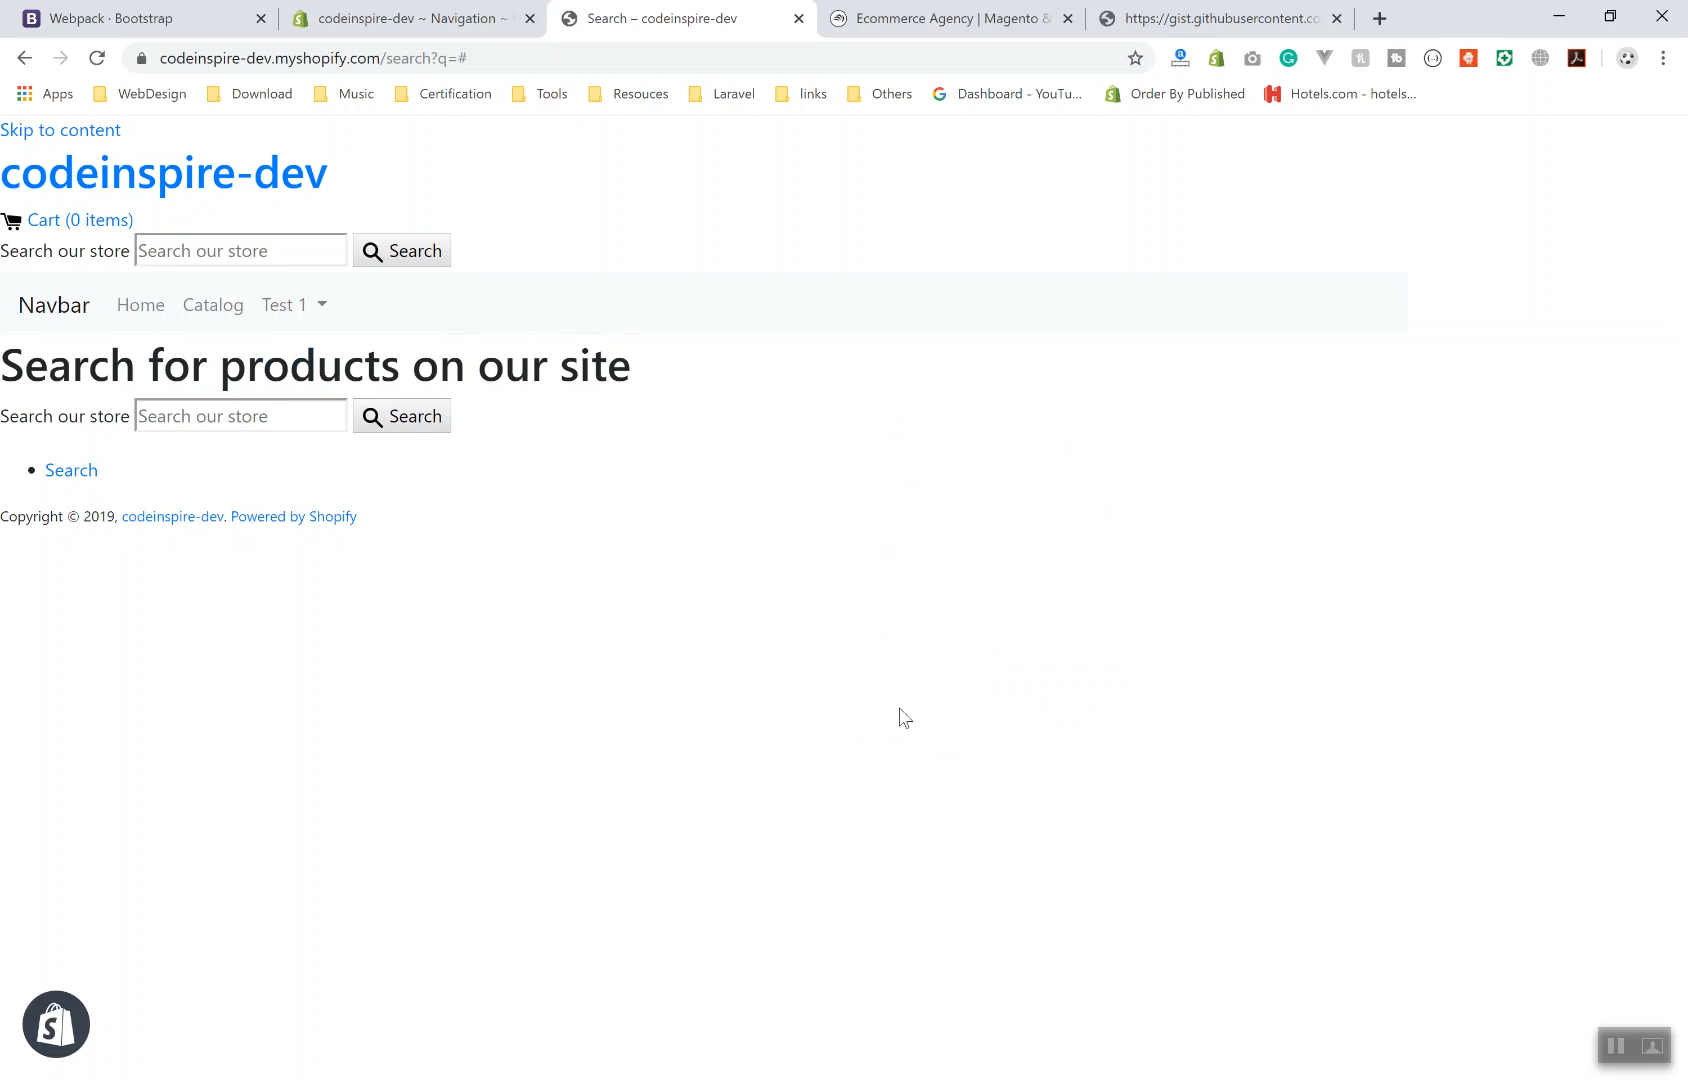 Webpack · Bootstrap
codeinspire-dev ~ Navigation ~
Search – codeinspire-dev
Ecommerce Agency | Magento &
https://gist.githubusercontent.co
codeinspire-dev.myshopify.com/search?q=#
Apps
WebDesign
Download
Music
Certification
Tools
Resouces
Laravel
links
Others
Dashboard - YouTu...
Order By Published
Hotels.com - hotels...
Skip to content
codeinspire-dev
Cart (0 items)
Search our store Search our store Search
Navbar Home Catalog Test 1
Search for products on our site
Search our store Search our store Search
• Search
Copyright © 2019, codeinspire-dev. Powered by Shopify